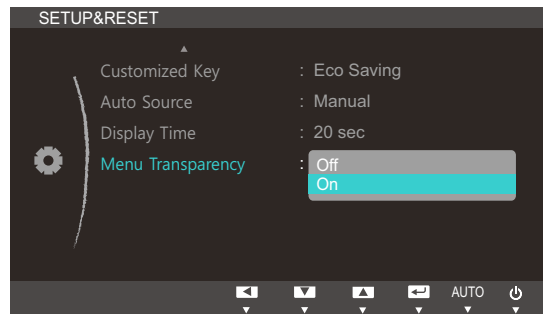 SETUP&RESET
Customized Key : Eco Saving
Auto Source : Manual
Display Time : 20 sec
Menu Transparency : Off
On
AUTO